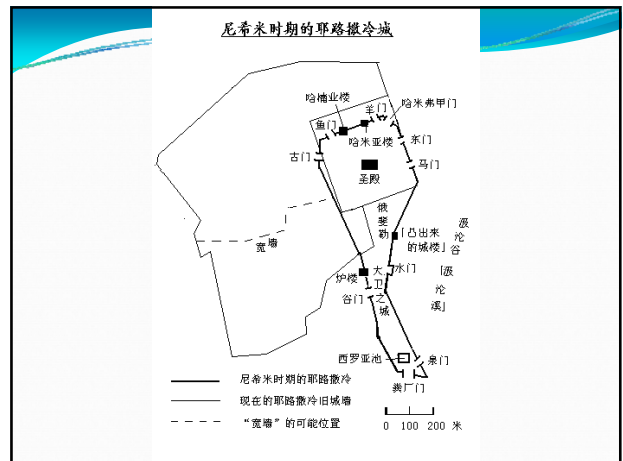 尼希米时期的耶路撒冷城
哈楠业楼
羊门
哈米弗甲门
鱼门
哈米亚楼
东门
古门
马门
圣殿
俄斐勒
汲沦谷
「凸出来的城楼」
宽墙
炉楼
大卫之城
水门
「汲沦溪」
谷门
西罗亚池
泉门
粪厂门
尼希米时期的耶路撒冷
现在的耶路撒冷旧城墙
“宽墙”的可能位置
0 100 200 米